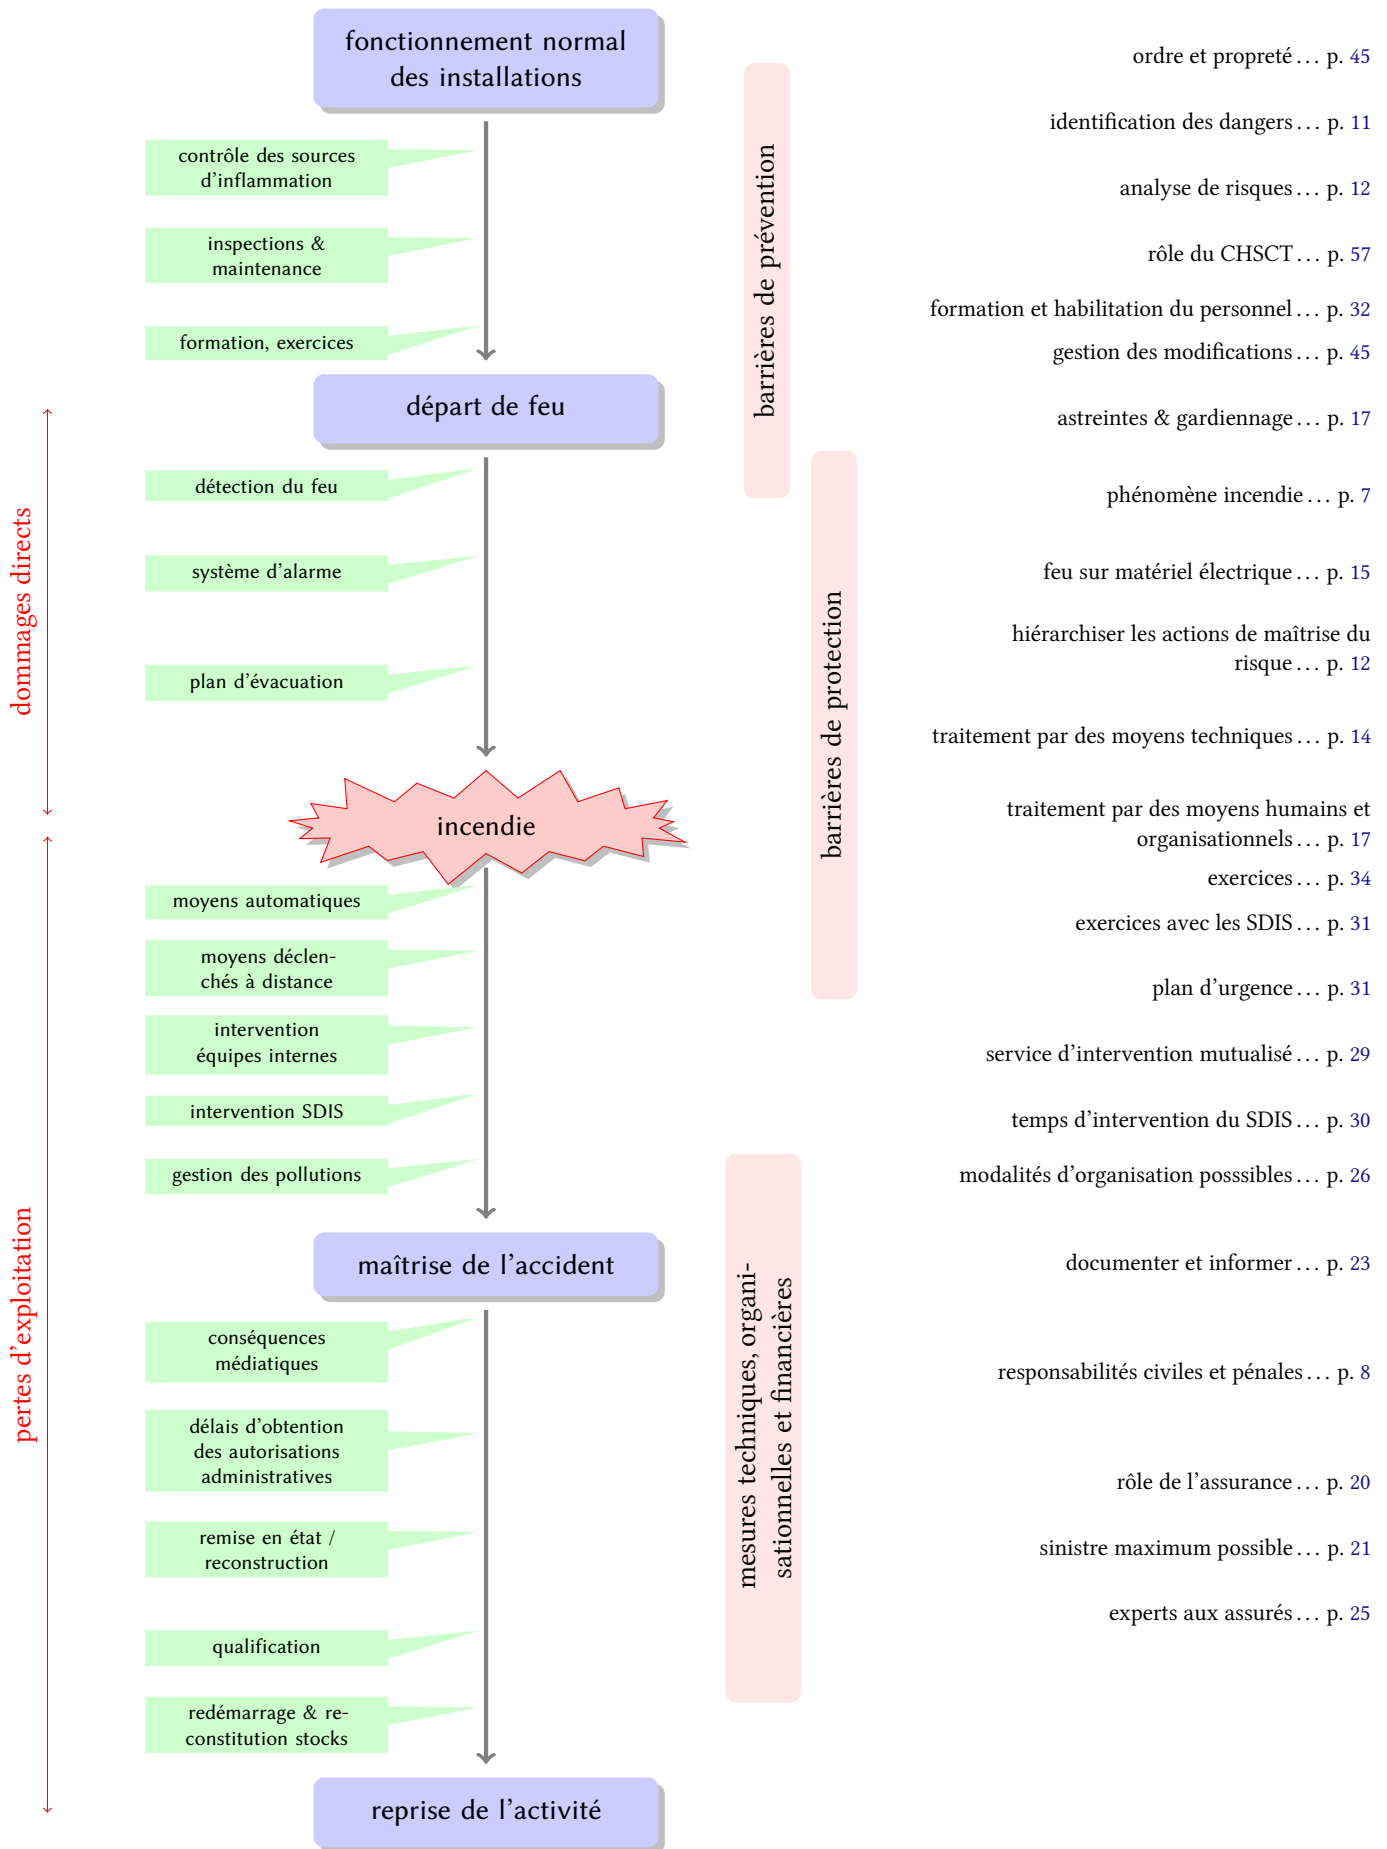 fonctionnement normal
des installations
contrôle des sources
d'inflammation
inspections &
maintenance
formation, exercices
départ de feu
détection du feu
système d'alarme
plan d'évacuation
incendie
moyens automatiques
moyens déclen-
chés à distance
intervention
équipes internes
intervention SDIS
gestion des pollutions
maîtrise de l'accident
conséquences
médiatiques
délais d'obtention
des autorisations
administratives
remise en état /
reconstruction
qualification
redémarrage & re-
constitution stocks
reprise de l'activité
dommages directs
pertes d'exploitation
barrières de prévention
barrières de protection
mesures techniques, organi-
sationnelles et financières
ordre et propreté... p. 45
identification des dangers... p. 11
analyse de risques... p. 12
rôle du CHSCT... p. 57
formation et habilitation du personnel... p. 32
gestion des modifications... p. 45
astreintes & gardiennage... p. 17
phénomène incendie... p. 7
feu sur matériel électrique... p. 15
hiérarchiser les actions de maîtrise du
risque... p. 12
traitement par des moyens techniques... p. 14
traitement par des moyens humains et
organisationnels... p. 17
exercices... p. 34
exercices avec les SDIS... p. 31
plan d'urgence... p. 31
service d'intervention mutualisé... p. 29
temps d'intervention du SDIS... p. 30
modalités d'organisation posssibles... p. 26
documenter et informer... p. 23
responsabilités civiles et pénales... p. 8
rôle de l'assurance... p. 20
sinistre maximum possible... p. 21
experts aux assurés... p. 25